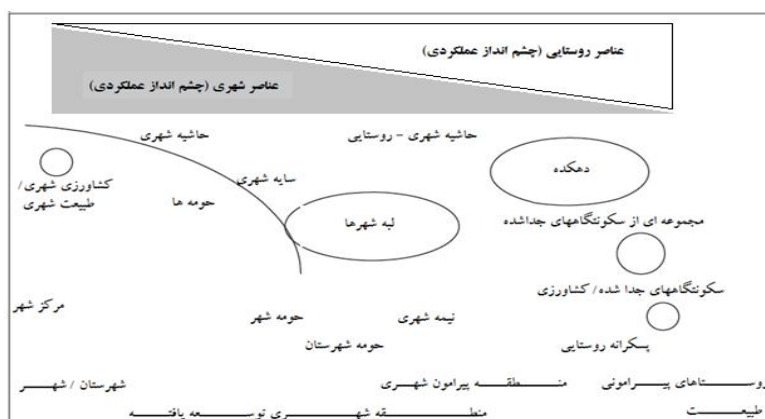 عناصر روستایی (چشم انداز عملکردی)
عناصر شهری (چشم انداز عملکردی)
حاشیه شهری
حاشیه شهری - روستایی
دهکده
کشاورزی شهری/
طبیعت شهری
سایه شهری
حومه ها
لبه شهرها
مجموعه ای از سکونتگاههای جداشده
سکونتگاههای جدا شده/ کشاورزی
مرکز شهر
حومه شهر
نیمه شهری
پسکرانه روستایی
حومه شهرستان
روستاهای پیرامونی
منطقه پیرامون شهری
شهرستان / شهر
طبیعت
منطقه شهری توسعه یافته